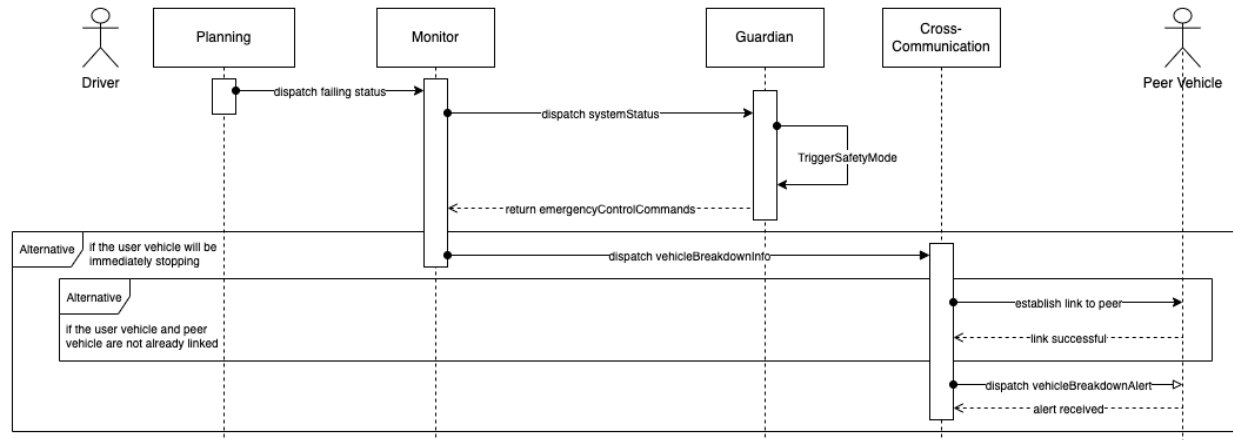 Driver
Planning
Monitor
Guardian
Cross-
Communication
Peer Vehicle
dispatch failing status
dispatch systemStatus
TriggerSafetyMode
return emergencyControlCommands
Alternative
if the user vehicle will be
immediately stopping
dispatch vehicleBreakdownInfo
Alternative
if the user vehicle and peer
vehicle are not already linked
establish link to peer
link successful
dispatch vehicleBreakdownAlert
alert received